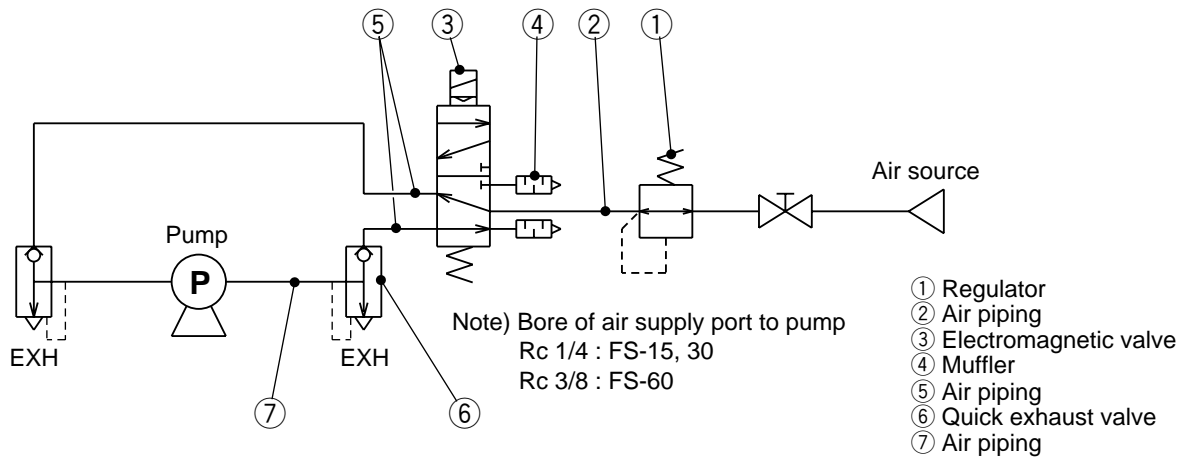 ⑤ ③ ④ ② ①
Air source
Pump
P
EXH
EXH
Note) Bore of air supply port to pump
Rc 1/4 : FS-15, 30
Rc 3/8 : FS-60
⑦ ⑥
① Regulator
② Air piping
③ Electromagnetic valve
④ Muffler
⑤ Air piping
⑥ Quick exhaust valve
⑦ Air piping